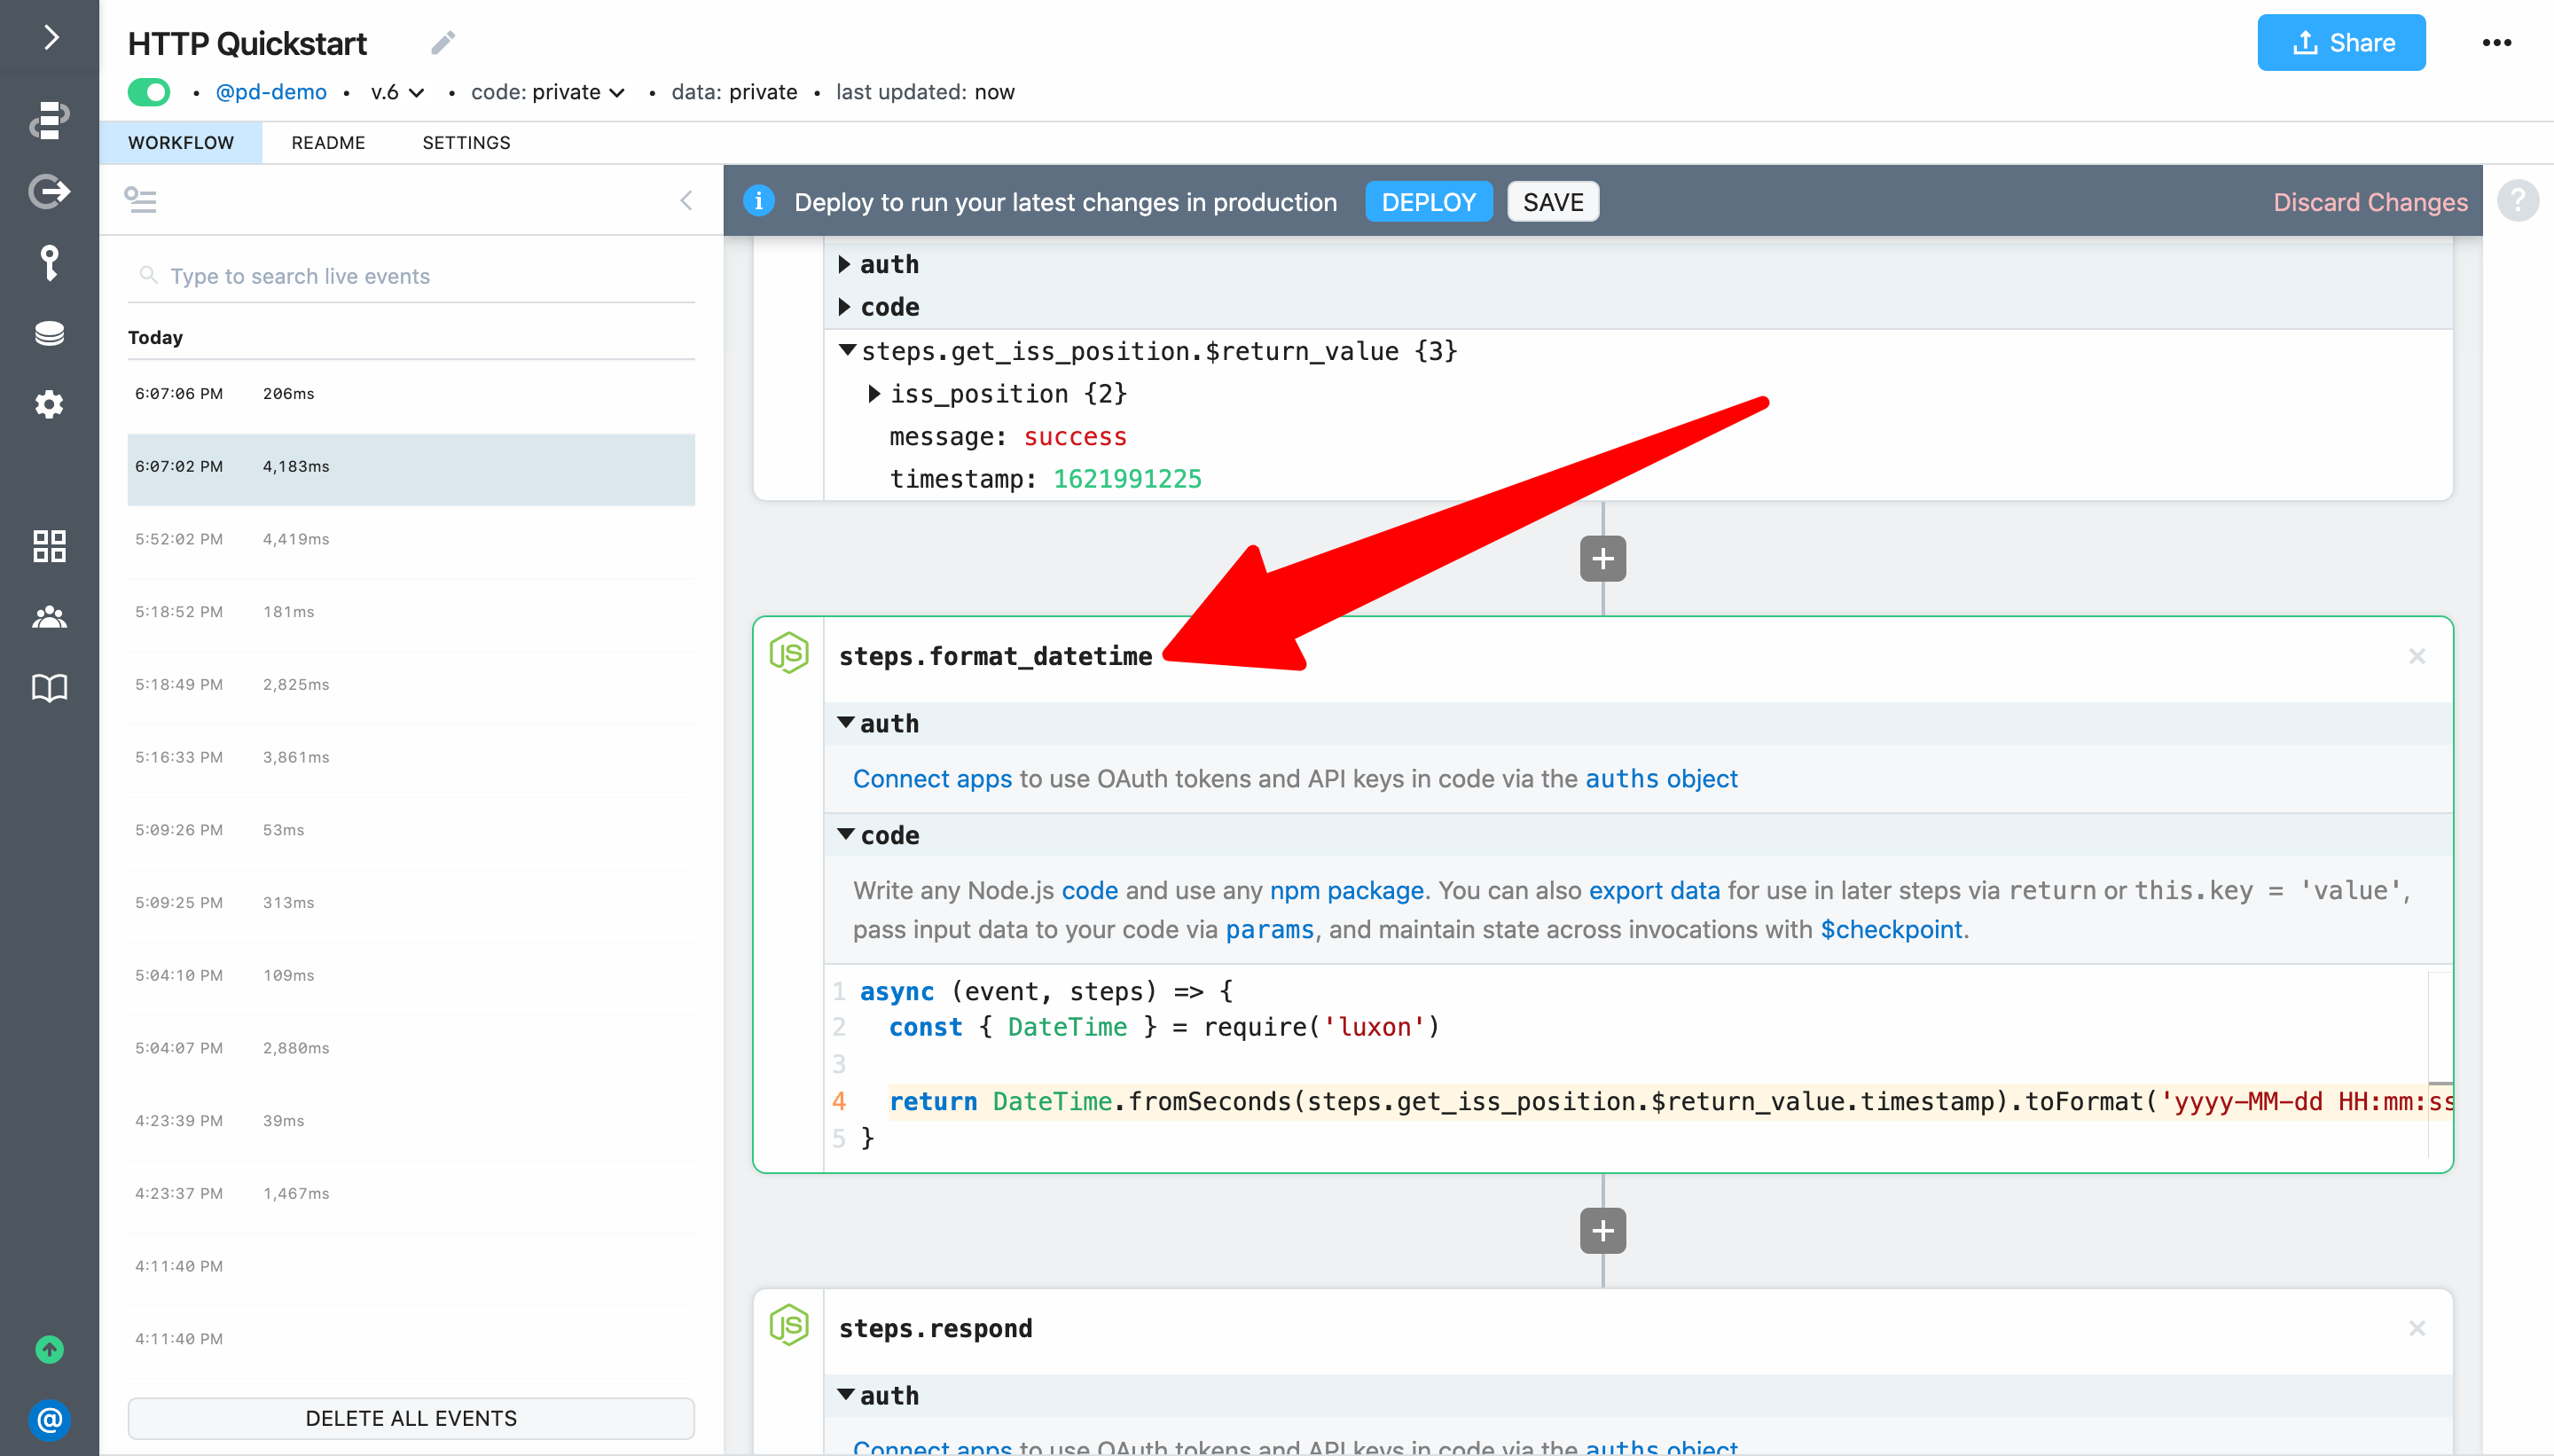 HTTP Quickstart
Share
@pd-demo • v.6 • code: private • data: private • last updated: now
WORKFLOW README SETTINGS
Deploy to run your latest changes in production DEPLOY SAVE Discard Changes
?
Type to search live events
Today
6:07:06 PM 206ms
6:07:02 PM 4,183ms
5:52:02 PM 4,419ms
5:18:52 PM 181ms
5:18:49 PM 2,825ms
5:16:33 PM 3,861ms
5:09:26 PM 53ms
5:09:25 PM 313ms
5:04:10 PM 109ms
5:04:07 PM 2,880ms
4:23:39 PM 39ms
4:23:37 PM 1,467ms
4:11:40 PM
4:11:40 PM
DELETE ALL EVENTS
auth
code
steps.get_iss_position.$return_value {3}
iss_position {2}
message: success
timestamp: 1621991225
+
JS
steps.format_datetime
auth
Connect apps to use OAuth tokens and API keys in code via the auths object
code
Write any Node.js code and use any npm package. You can also export data for use in later steps via return or this.key = 'value',
pass input data to your code via params, and maintain state across invocations with $checkpoint.
1 async (event, steps) => {
2 const { DateTime } = require('luxon')
3
4 return DateTime.fromSeconds(steps.get_iss_position.$return_value.timestamp).toFormat('yyyy-MM-dd HH:mm:ss
5 }
+
JS
steps.respond
auth
Connect apps to use OAuth tokens and API keys in code via the auths object